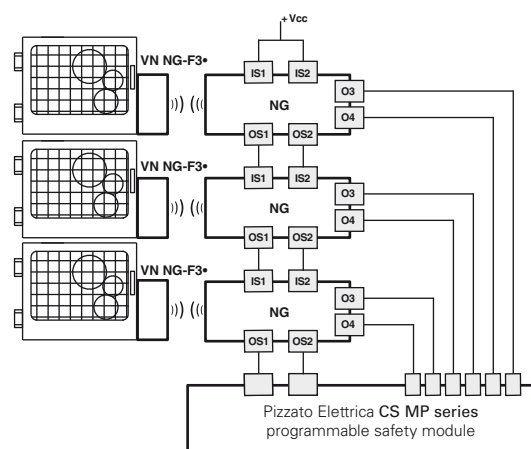 +Vcc
VN NG-F3•
IS1 IS2
O3
NG
O4
OS1 OS2
VN NG-F3•
IS1 IS2
O3
NG
O4
OS1 OS2
VN NG-F3•
IS1 IS2
O3
NG
O4
OS1 OS2
Pizzato Elettrica CS MP series
programmable safety module